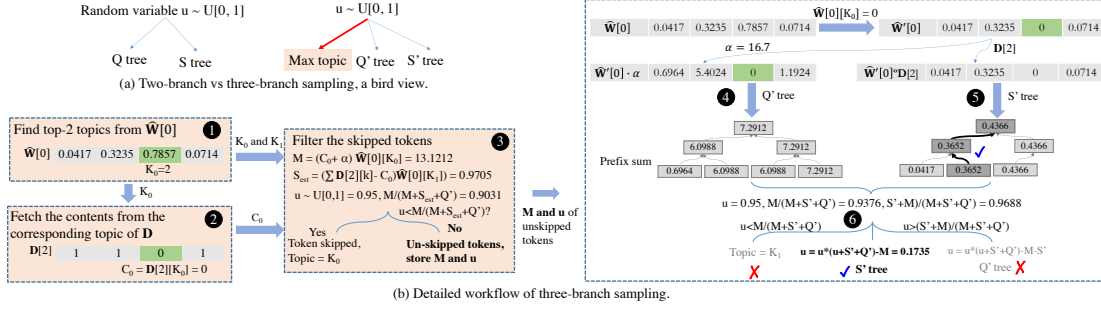 Random variable u ~ U[0, 1]
Q tree
S tree
u ~ U[0, 1]
Max topic
Q' tree
S' tree
(a) Two-branch vs three-branch sampling, a bird view.
1
Find top-2 topics from Ŵ[0]
Ŵ[0] 0.0417 0.3235 0.7857 0.0714
K₀=2
K₀
2
Fetch the contents from the
corresponding topic of D
D[2] 1 1 0 1
C₀ = D[2][K₀] = 0
K₀ and K₁
C₀
3
Filter the skipped tokens
M = (C₀+ α) Ŵ[0][K₀] = 13.1212
Sₑₛₜ = (∑ D[2][k]- C₀)Ŵ[0][K₁] = 0.9705
u ~ U[0,1] = 0.95, M/(M+Sₑₛₜ+Q') = 0.9031
u<M/(M+Sₑₛₜ+Q')?
Yes
Token skipped,
Topic = K₀
No
Un-skipped tokens,
store M and u
M and u of
unskipped
tokens
Ŵ[0] 0.0417 0.3235 0.7857 0.0714
Ŵ[0][K₀] = 0
Ŵ'[0] 0.0417 0.3235 0 0.0714
α = 16.7
D[2]
Ŵ'[0] · α 0.6964 5.4024 0 1.1924
Ŵ'[0]*D[2] 0.0417 0.3235 0 0.0714
4
Q' tree
5
S' tree
Prefix sum
7.2912
6.0988 7.2912
0.6964 6.0988 6.0988 7.2912
0.4366
0.3652 0.4366
0.0417 0.3652 0.4366
u = 0.95, M/(M+S'+Q') = 0.9376, S'+M)/(M+S'+Q') = 0.9688
6
u<M/(M+S'+Q')
u>(S'+M)/(M+S'+Q')
Topic = K₁
u = u*(u+S'+Q')-M = 0.1735
S' tree
u = u*(u+S'+Q')-M-S'
Q' tree
(b) Detailed workflow of three-branch sampling.